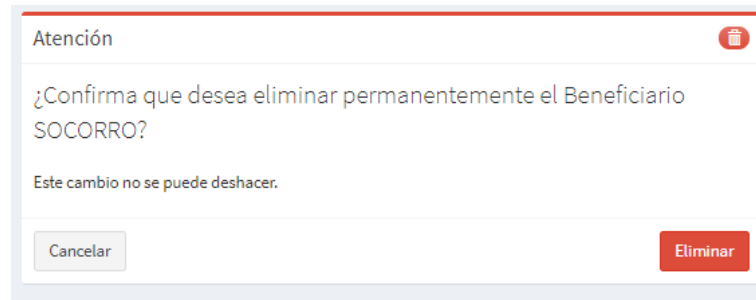 Atención
¿Confirma que desea eliminar permanentemente el Beneficiario
SOCORRO?
Este cambio no se puede deshacer.
Cancelar
Eliminar